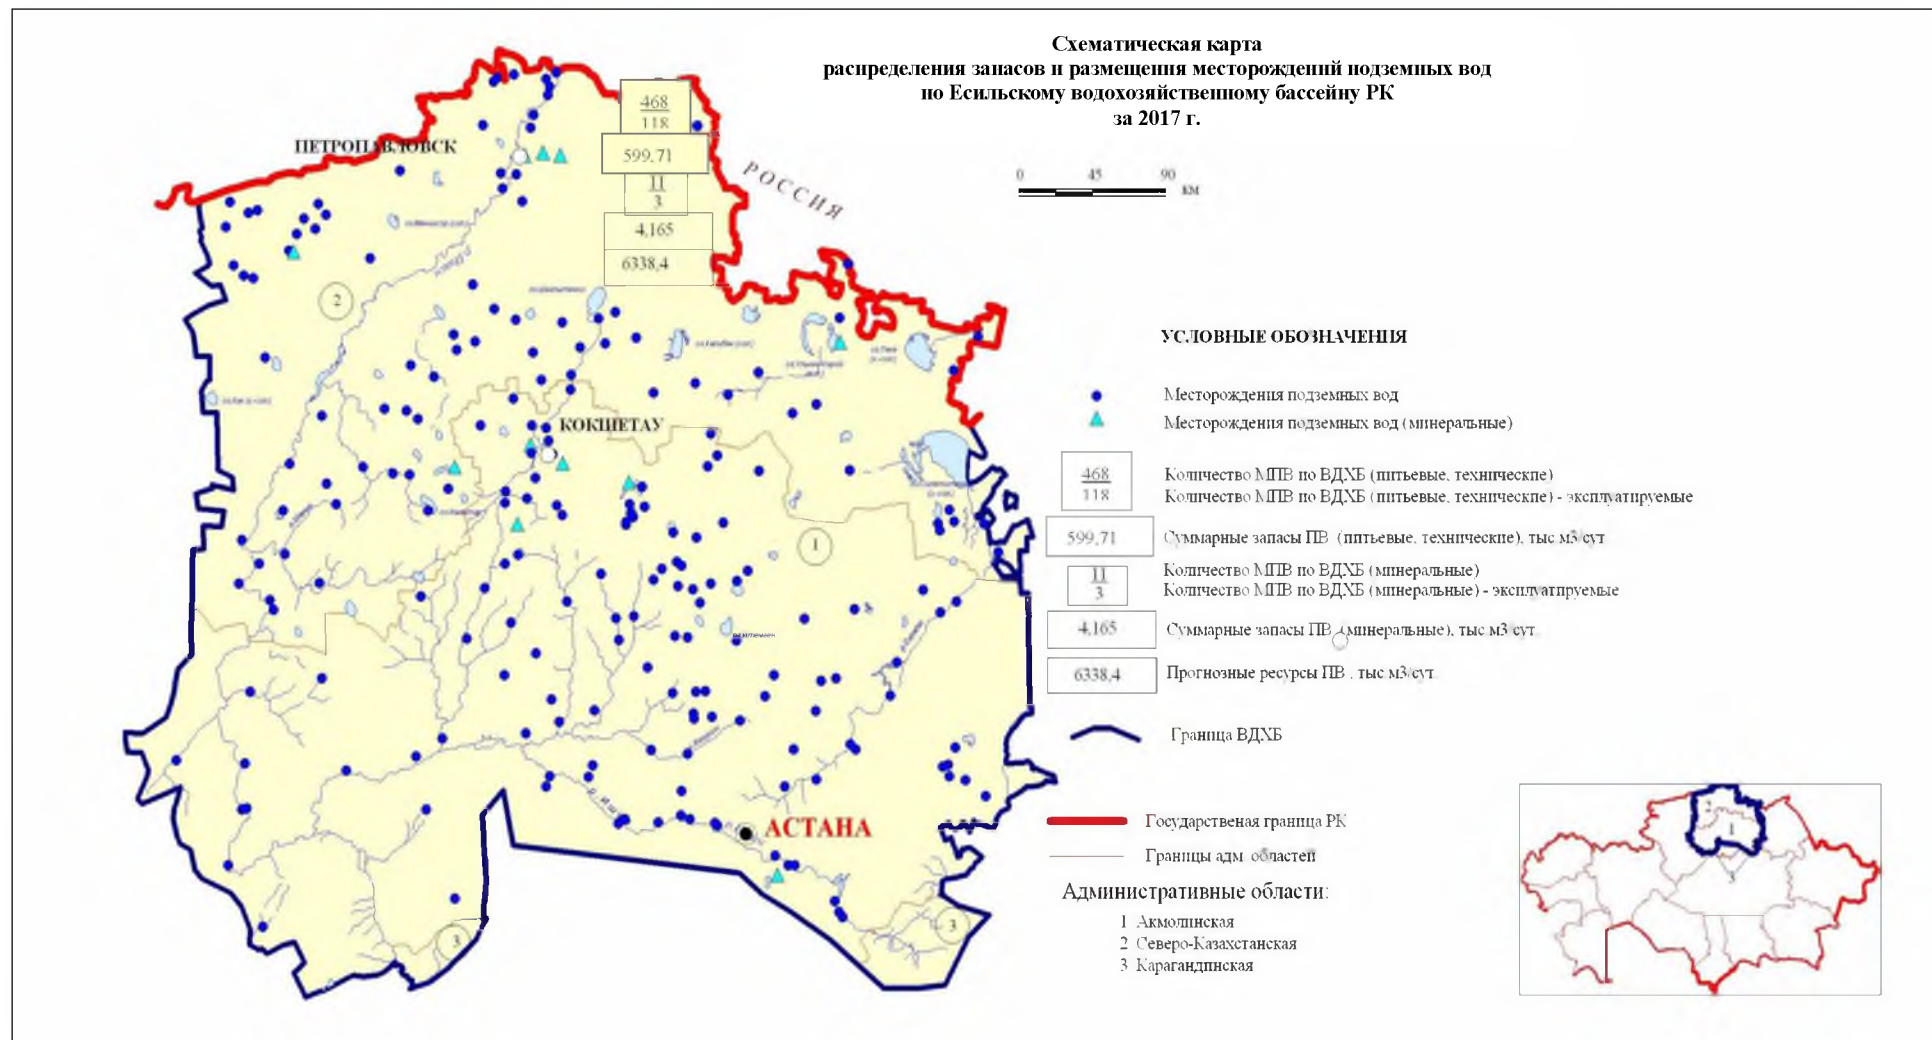 Схематическая карта
распределения запасов и размещения месторождений подземных вод
по Есильскому водохозяйственному бассейну РК
за 2017 г.
468
118
599,71
11
3
4,165
6338,4
ПЕТРОПАВЛОВСК
РОССИЯ
0 45 90
км
2
КОКШЕТАУ
1
АСТАНА
3
3
УСЛОВНЫЕ ОБОЗНАЧЕНИЯ
Месторождения подземных вод
Месторождения подземных вод (минеральные)
468
118
Количество МПВ по ВДХБ (питьевые, технические)
Количество МПВ по ВДХБ (питьевые, технические) - эксплуатируемые
599,71
Суммарные запасы ПВ (питьевые, технические), тыс м3/сут
11
3
Количество МПВ по ВДХБ (минеральные)
Количество МПВ по ВДХБ (минеральные) - эксплуатируемые
4,165
Суммарные запасы ПВ (минеральные), тыс м3/сут
6338,4
Прогнозные ресурсы ПВ , тыс м3/сут
Граница ВДХБ
Государственая граница РК
Границы адм областей
Административные области:
1 Акмолинская
2 Северо-Казахстанская
3 Карагандинская
2
1
3